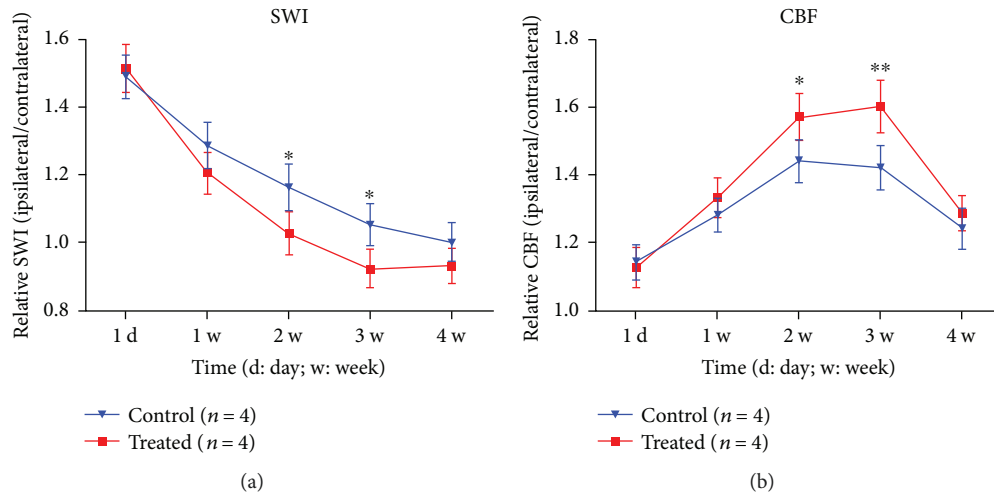 SWI
Relative SWI (ipsilateral/contralateral)
1.6
1.4
1.2
1.0
0.8
*
*
1 d
1 w
2 w
3 w
4 w
Time (d: day; w: week)
Control (n = 4)
Treated (n = 4)
(a)
CBF
Relative CBF (ipsilateral/contralateral)
1.8
1.6
1.4
1.2
1.0
*
**
1 d
1 w
2 w
3 w
4 w
Time (d: day; w: week)
Control (n = 4)
Treated (n = 4)
(b)